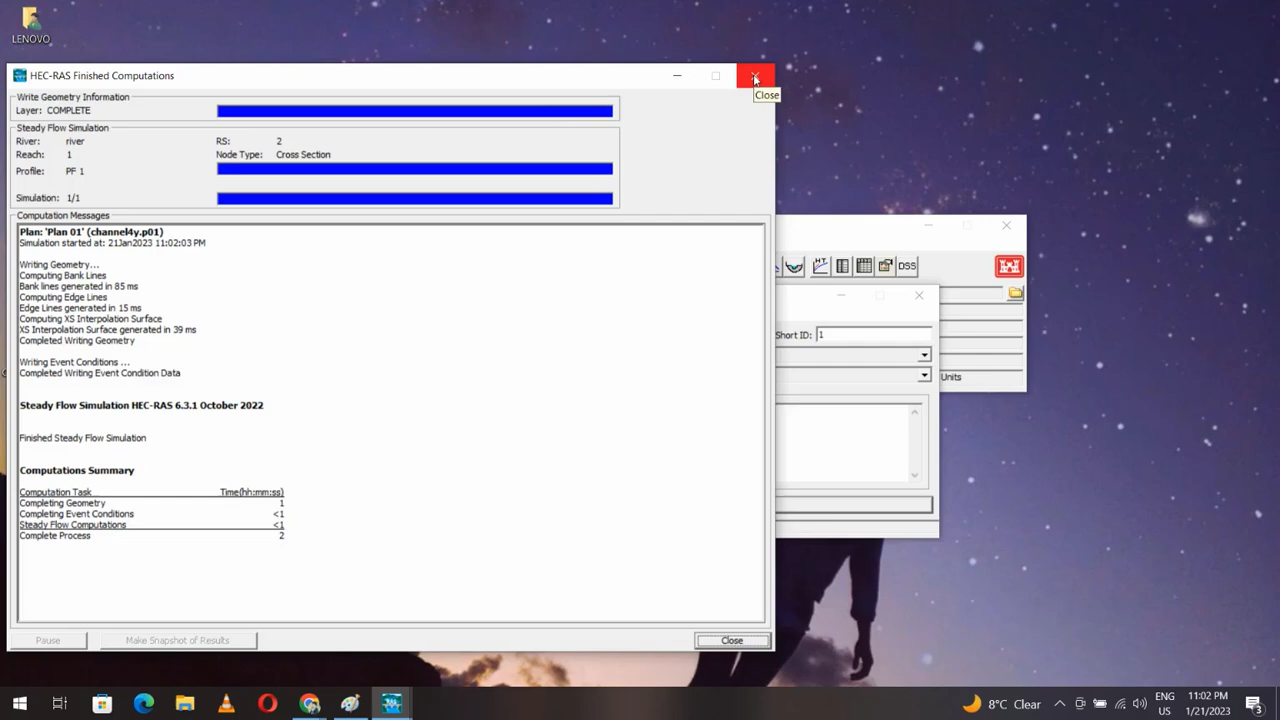 LENOVO
HEC-RAS Finished Computations
Close
Write Geometry Information
Layer: COMPLETE
Steady Flow Simulation
River: river RS: 2
Reach: 1 Node Type: Cross Section
Profile: PF 1
Simulation: 1/1
Computation Messages
Plan: 'Plan 01' (channel4y.p01)
Simulation started at: 21Jan2023 11:02:03 PM
Writing Geometry...
Computing Bank Lines
Bank lines generated in 85 ms
Computing Edge Lines
Edge Lines generated in 15 ms
Computing XS Interpolation Surface
XS Interpolation Surface generated in 39 ms
Completed Writing Geometry
Writing Event Conditions ...
Completed Writing Event Condition Data
Steady Flow Simulation HEC-RAS 6.3.1 October 2022
Finished Steady Flow Simulation
Computations Summary
Computation Task Time(hh:mm:ss)
Completing Geometry 1
Completing Event Conditions <1
Steady Flow Computations <1
Complete Process 2
Pause Make Snapshot of Results Close
HT DSS
Short ID: 1
Units
8°C Clear
ENG
US
11:02 PM
1/21/2023
3